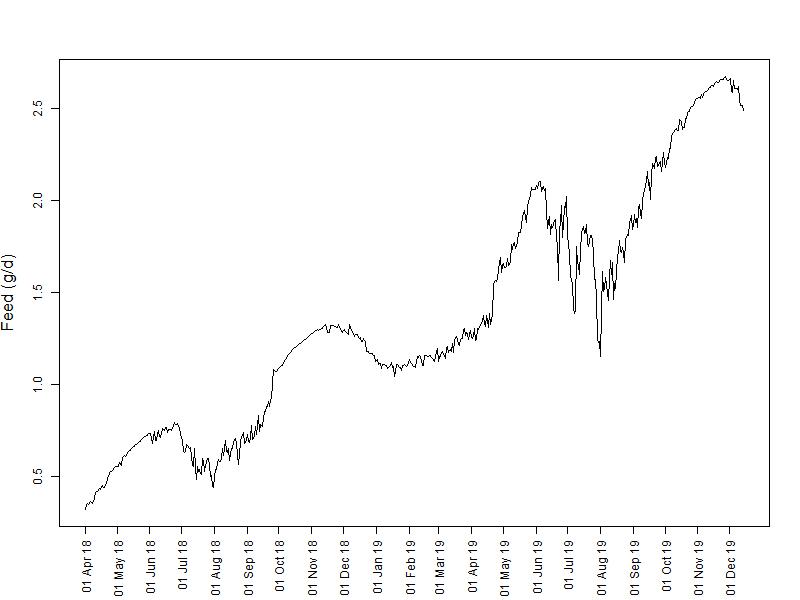 Feed (g/d)
2.5
2.0
1.5
1.0
0.5
01 Apr 18
01 May 18
01 Jun 18
01 Jul 18
01 Aug 18
01 Sep 18
01 Oct 18
01 Nov 18
01 Dec 18
01 Jan 19
01 Feb 19
01 Mar 19
01 Apr 19
01 May 19
01 Jun 19
01 Jul 19
01 Aug 19
01 Sep 19
01 Oct 19
01 Nov 19
01 Dec 19